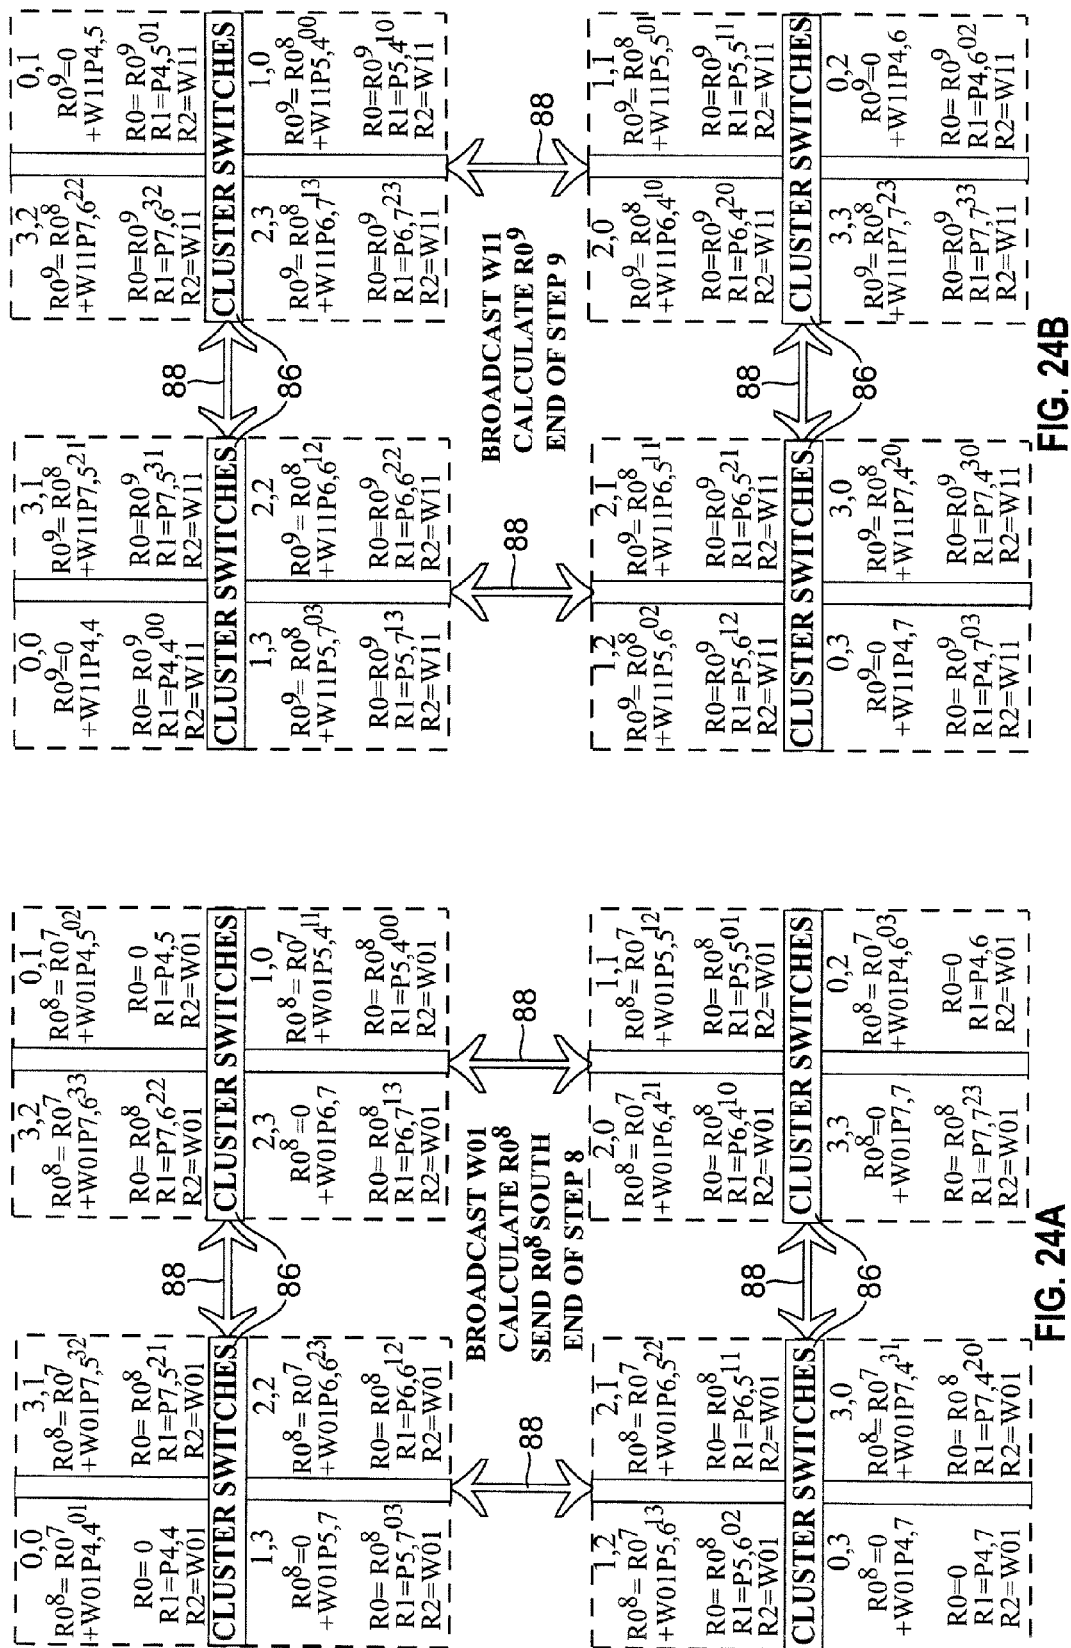 0,0
R0⁸= R0⁷
+W01P4,4⁰¹
R0= 0
R1=P4,4
R2=W01
3,1
R0⁸= R0⁷
+W01P7,5³²
R0= R0⁸
R1=P7,5²¹
R2=W01
CLUSTER SWITCHES
1,3
R0⁸=0
+W01P5,7
R0= R0⁸
R1=P5,7⁰³
R2=W01
2,2
R0⁸= R0⁷
+W01P6,6²³
R0= R0⁸
R1=P6,6¹²
R2=W01
88
86
3,2
R0⁸= R0⁷
+W01P7,6³³
R0= R0⁸
R1=P7,6²²
R2=W01
0,1
R0⁸= R0⁷
+W01P4,5⁰²
R0= 0
R1=P4,5
R2=W01
CLUSTER SWITCHES
2,3
R0⁸=0
+W01P6,7
R0= R0⁸
R1=P6,7¹³
R2=W01
1,0
R0⁸= R0⁷
+W01P5,4¹¹
R0= R0⁸
R1=P5,4⁰⁰
R2=W01
88
BROADCAST W01
CALCULATE R0⁸
SEND R0⁸ SOUTH
END OF STEP 8
88
1,2
R0⁸= R0⁷
+W01P5,6¹³
R0= R0⁸
R1=P5,6⁰²
R2=W01
2,1
R0⁸= R0⁷
+W01P6,5²²
R0= R0⁸
R1=P6,5¹¹
R2=W01
CLUSTER SWITCHES
0,3
R0⁸=0
+W01P4,7
R0=0
R1=P4,7
R2=W01
3,0
R0⁸=R0⁷
+W01P7,4³¹
R0= R0⁸
R1=P7,4²⁰
R2=W01
88
86
2,0
R0⁸= R0⁷
+W01P6,4²¹
R0= R0⁸
R1=P6,4¹⁰
R2=W01
1,1
R0⁸= R0⁷
+W01P5,5¹²
R0= R0⁸
R1=P5,5⁰¹
R2=W01
CLUSTER SWITCHES
3,3
R0⁸=0
+W01P7,7
R0= R0⁸
R1=P7,7²³
R2=W01
0,2
R0⁸= R0⁷
+W01P4,6⁰³
R0=0
R1=P4,6
R2=W01
FIG. 24A
0,0
R0⁹=0
+W11P4,4
R0= R0⁹
R1=P4,4⁰⁰
R2=W11
3,1
R0⁹= R0⁸
+W11P7,5²¹
R0=R0⁹
R1=P7,5³¹
R2=W11
CLUSTER SWITCHES
1,3
R0⁹= R0⁸
+W11P5,7⁰³
R0=R0⁹
R1=P5,7¹³
R2=W11
2,2
R0⁹= R0⁸
+W11P6,6¹²
R0=R0⁹
R1=P6,6²²
R2=W11
88
86
3,2
R0⁹= R0⁸
+W11P7,6²²
R0=R0⁹
R1=P7,6³²
R2=W11
0,1
R0⁹=0
+W11P4,5
R0= R0⁹
R1=P4,5⁰¹
R2=W11
CLUSTER SWITCHES
2,3
R0⁹= R0⁸
+W11P6,7¹³
R0=R0⁹
R1=P6,7²³
R2=W11
1,0
R0⁹= R0⁸
+W11P5,4⁰⁰
R0=R0⁹
R1=P5,4¹⁰
R2=W11
88
BROADCAST W11
CALCULATE R0⁹
END OF STEP 9
88
1,2
R0⁹= R0⁸
+W11P5,6⁰²
R0=R0⁹
R1=P5,6¹²
R2=W11
2,1
R0⁹= R0⁸
+W11P6,5¹¹
R0=R0⁹
R1=P6,5²¹
R2=W11
CLUSTER SWITCHES
0,3
R0⁹=0
+W11P4,7
R0= R0⁹
R1=P4,7⁰³
R2=W11
3,0
R0⁹= R0⁸
+W11P7,4²⁰
R0=R0⁹
R1=P7,4³⁰
R2=W11
88
86
2,0
R0⁹= R0⁸
+W11P6,4¹⁰
R0=R0⁹
R1=P6,4²⁰
R2=W11
1,1
R0⁹= R0⁸
+W11P5,5⁰¹
R0=R0⁹
R1=P5,5¹¹
R2=W11
CLUSTER SWITCHES
3,3
R0⁹= R0⁸
+W11P7,7²³
R0=R0⁹
R1=P7,7³³
R2=W11
0,2
R0⁹=0
+W11P4,6
R0= R0⁹
R1=P4,6⁰²
R2=W11
FIG. 24B